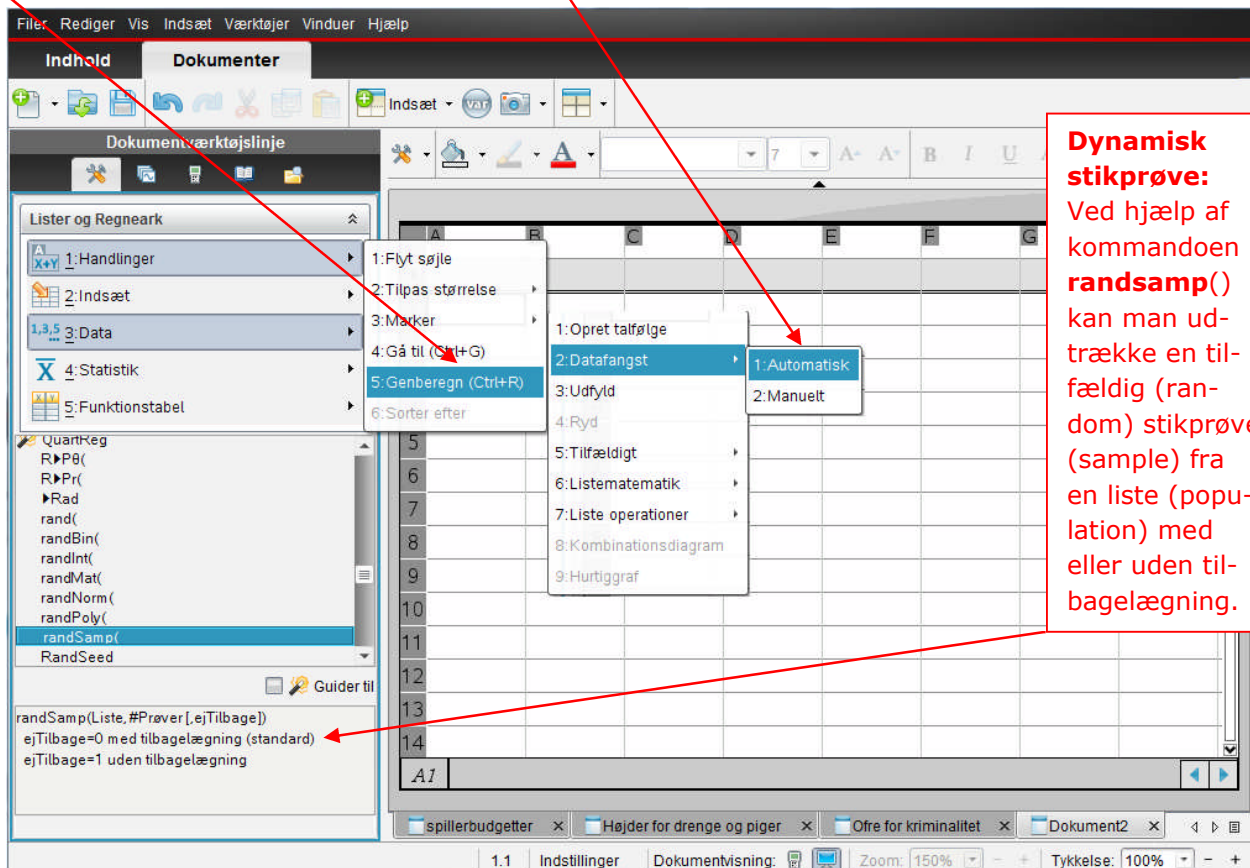 Filer Rediger Vis Indsæt Værktøjer Vinduer Hjælp
Indhold Dokumenter
Indsæt var
Dokumentværktøjslinje
A 7 A A B I U
Lister og Regneark
1:Handlinger
2:Indsæt
3:Data
4:Statistik
5:Funktionstabel
1:Flyt søjle
2:Tilpas størrelse
3:Marker
4:Gå til (Ctrl+G)
5:Genberegn (Ctrl+R)
6:Sorter efter
1:Opret talfølge
2:Datafangst
3:Udfyld
4:Ryd
5:Tilfældigt
6:Listematematik
7:Liste operationer
8:Kombinationsdiagram
9:Hurtiggraf
1:Automatisk
2:Manuelt
A B C D E F G
5
6
7
8
9
10
11
12
13
14
A1
QuartReg
R▶Pθ(
R▶Pr(
▶Rad
rand(
randBin(
randInt(
randMat(
randNorm(
randPoly(
randSamp(
RandSeed
Guider til
randSamp(Liste,#Prøver[,ejTilbage])
ejTilbage=0 med tilbagelægning (standard)
ejTilbage=1 uden tilbagelægning
Dynamisk
stikprøve:
Ved hjælp af
kommandoen
randsamp()
kan man ud-
trække en til-
fældig (ran-
dom) stikprøve
(sample) fra
en liste (popu-
lation) med
eller uden til-
bagelægning.
spillerbudgetter Højder for drenge og piger Ofre for kriminalitet Dokument2
1.1 Indstillinger Dokumentvisning: Zoom: 150% - + Tykkelse: 100% - +